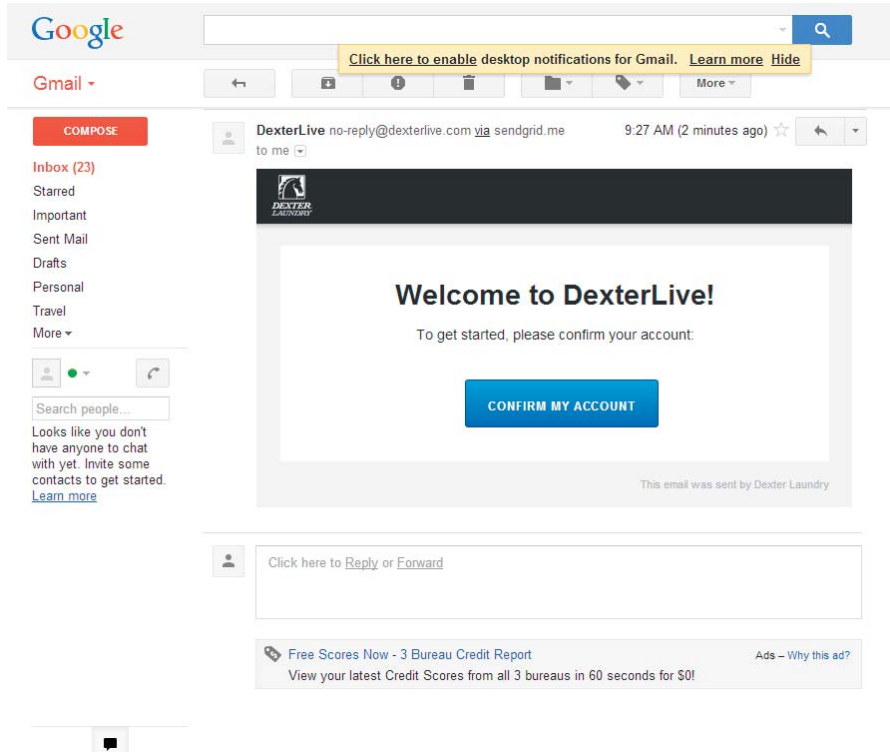 Google
Click here to enable desktop notifications for Gmail. Learn more Hide
Gmail
More
COMPOSE
Inbox (23)
Starred
Important
Sent Mail
Drafts
Personal
Travel
More
Search people...
Looks like you don't
have anyone to chat
with yet. Invite some
contacts to get started.
Learn more
DexterLive no-reply@dexterlive.com via sendgrid.me 9:27 AM (2 minutes ago)
to me
DEXTER
LAUNDRY
Welcome to DexterLive!
To get started, please confirm your account:
CONFIRM MY ACCOUNT
This email was sent by Dexter Laundry
Click here to Reply or Forward
Free Scores Now - 3 Bureau Credit Report Ads – Why this ad?
View your latest Credit Scores from all 3 bureaus in 60 seconds for $0!